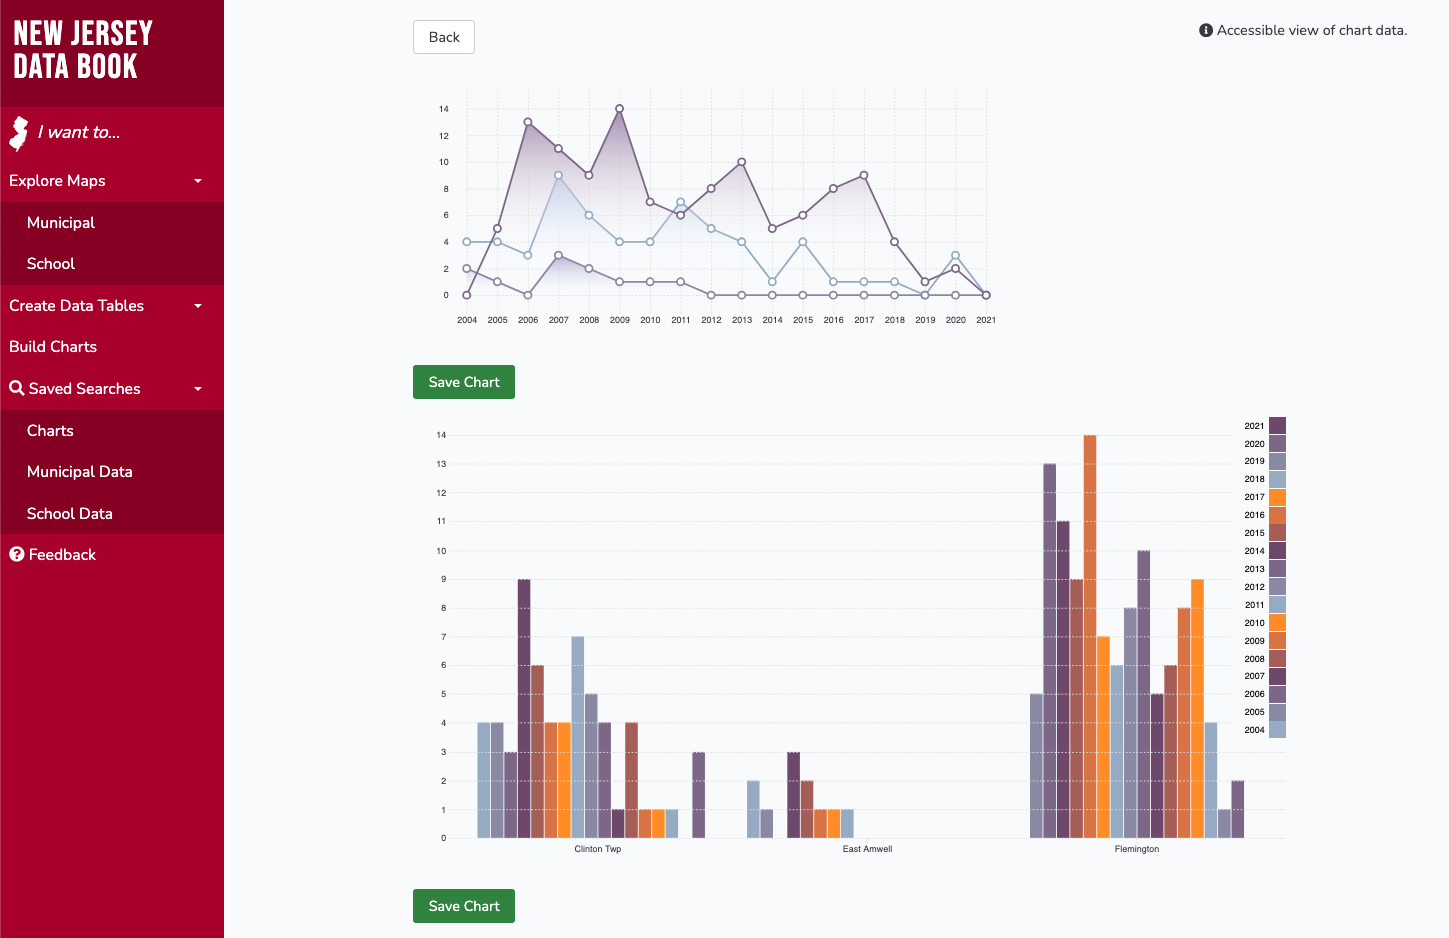 NEW JERSEY
DATA BOOK
I want to...
Explore Maps
Municipal
School
Create Data Tables
Build Charts
Saved Searches
Charts
Municipal Data
School Data
Feedback
Back
Accessible view of chart data.
14
12
10
8
6
4
2
0
2004 2005 2006 2007 2008 2009 2010 2011 2012 2013 2014 2015 2016 2017 2018 2019 2020 2021
Save Chart
14
13
12
11
10
9
8
7
6
5
4
3
2
1
0
Clinton Twp East Amwell Flemington
2021
2020
2019
2018
2017
2016
2015
2014
2013
2012
2011
2010
2009
2008
2007
2006
2005
2004
Save Chart